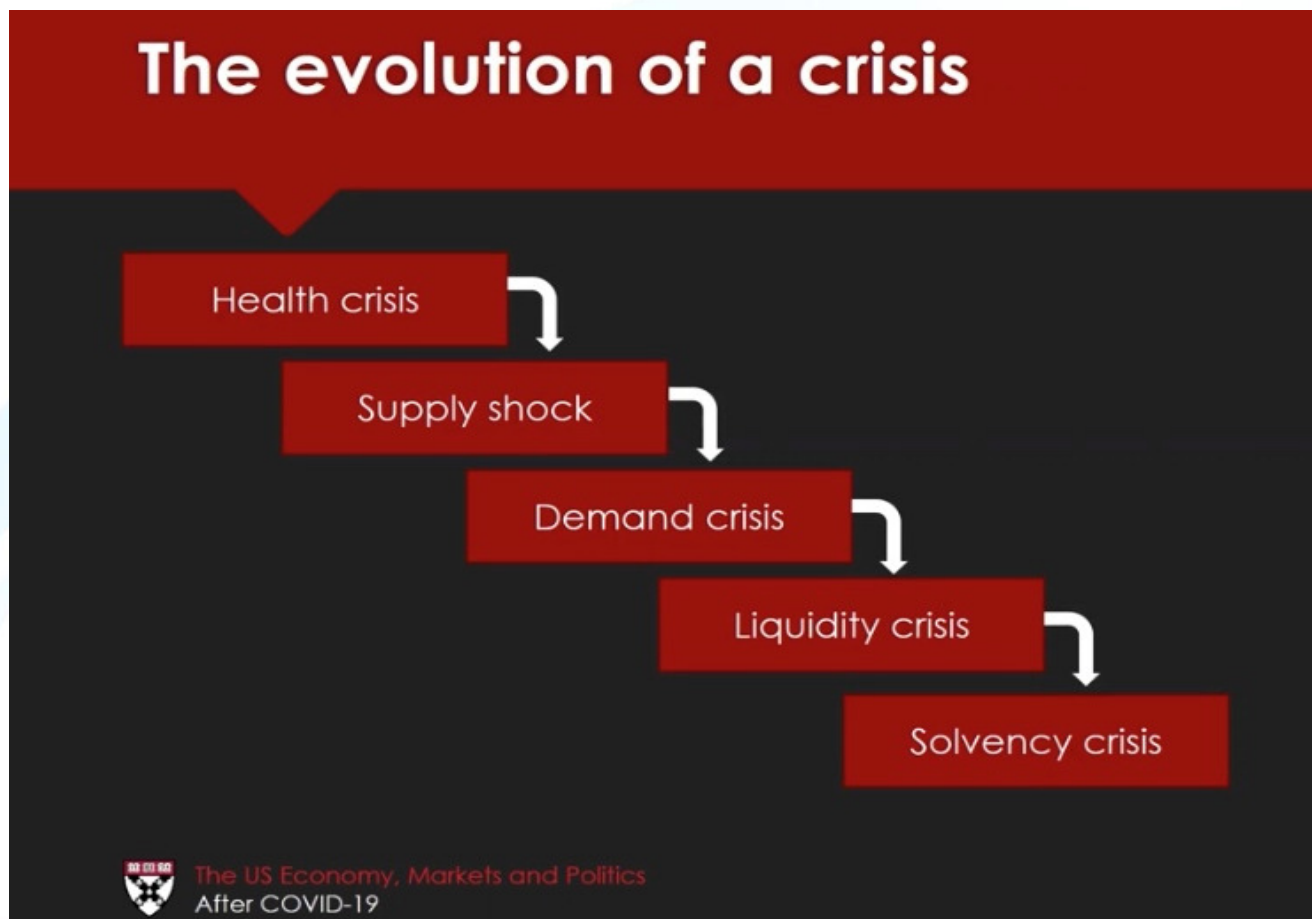 The evolution of a crisis
Health crisis
Supply shock
Demand crisis
Liquidity crisis
Solvency crisis
The US Economy, Markets and Politics
After COVID-19